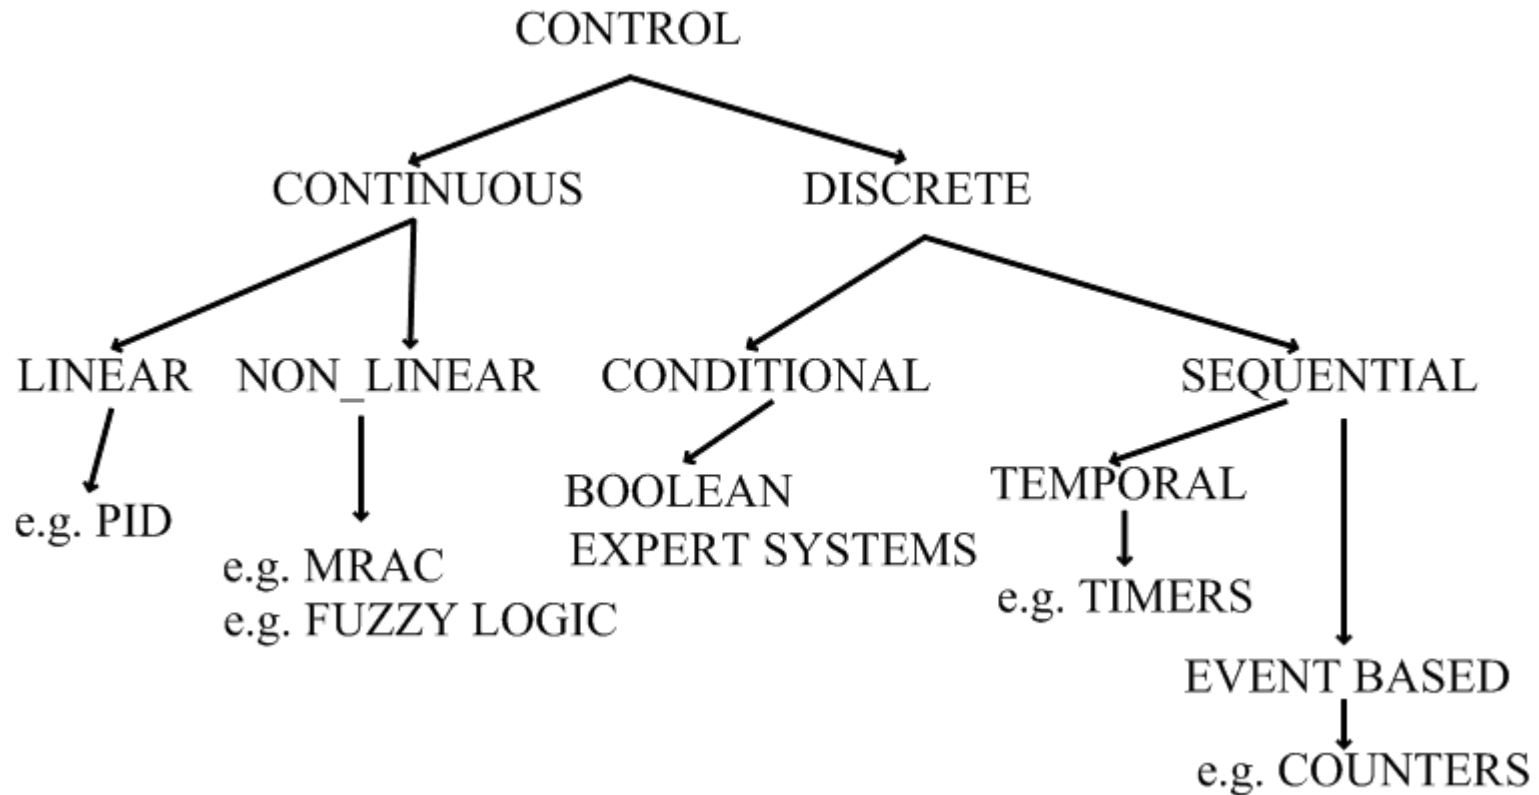 CONTROL
CONTINUOUS
DISCRETE
LINEAR
NON_LINEAR
CONDITIONAL
SEQUENTIAL
e.g. PID
e.g. MRAC
e.g. FUZZY LOGIC
BOOLEAN
EXPERT SYSTEMS
TEMPORAL
e.g. TIMERS
EVENT BASED
e.g. COUNTERS